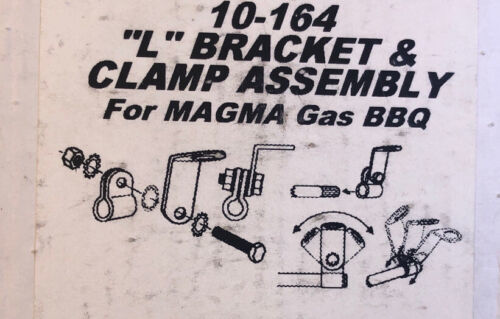 10-164
"L" BRACKET &
CLAMP ASSEMBLY
For MAGMA Gas BBQ